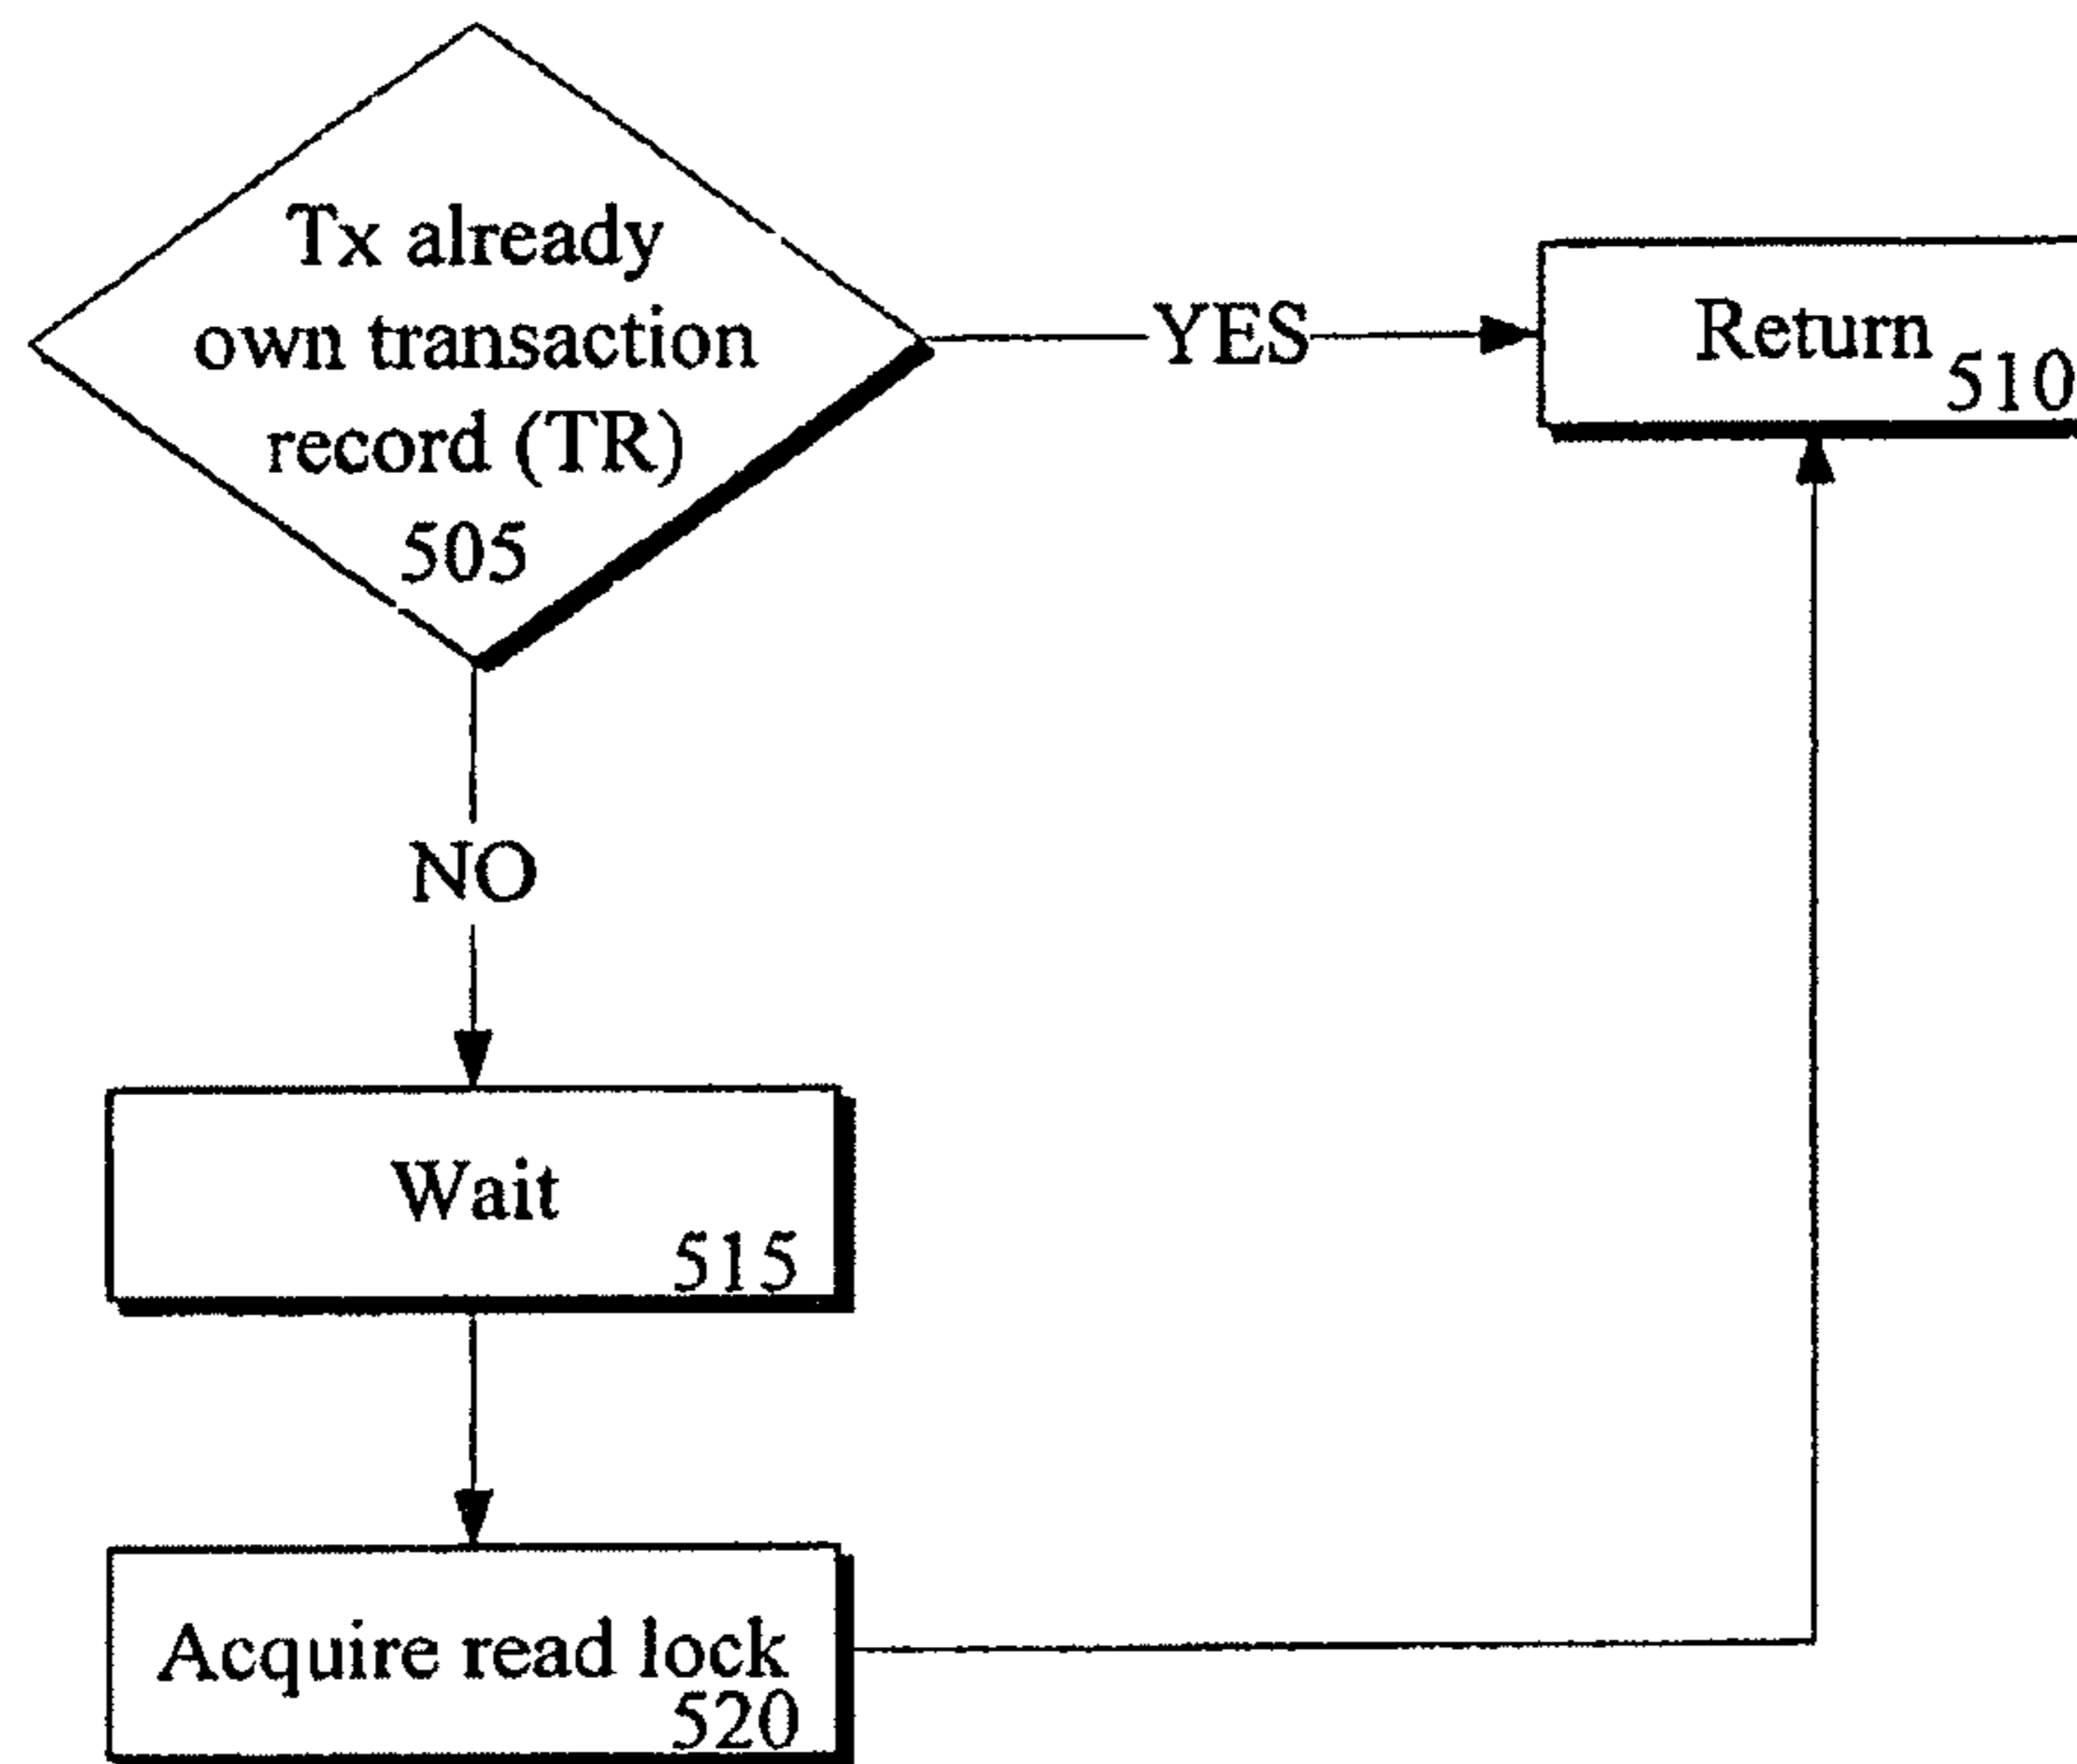 Tx already
own transaction
record (TR)
505
YES
Return
510
NO
Wait
515
Acquire read lock
520